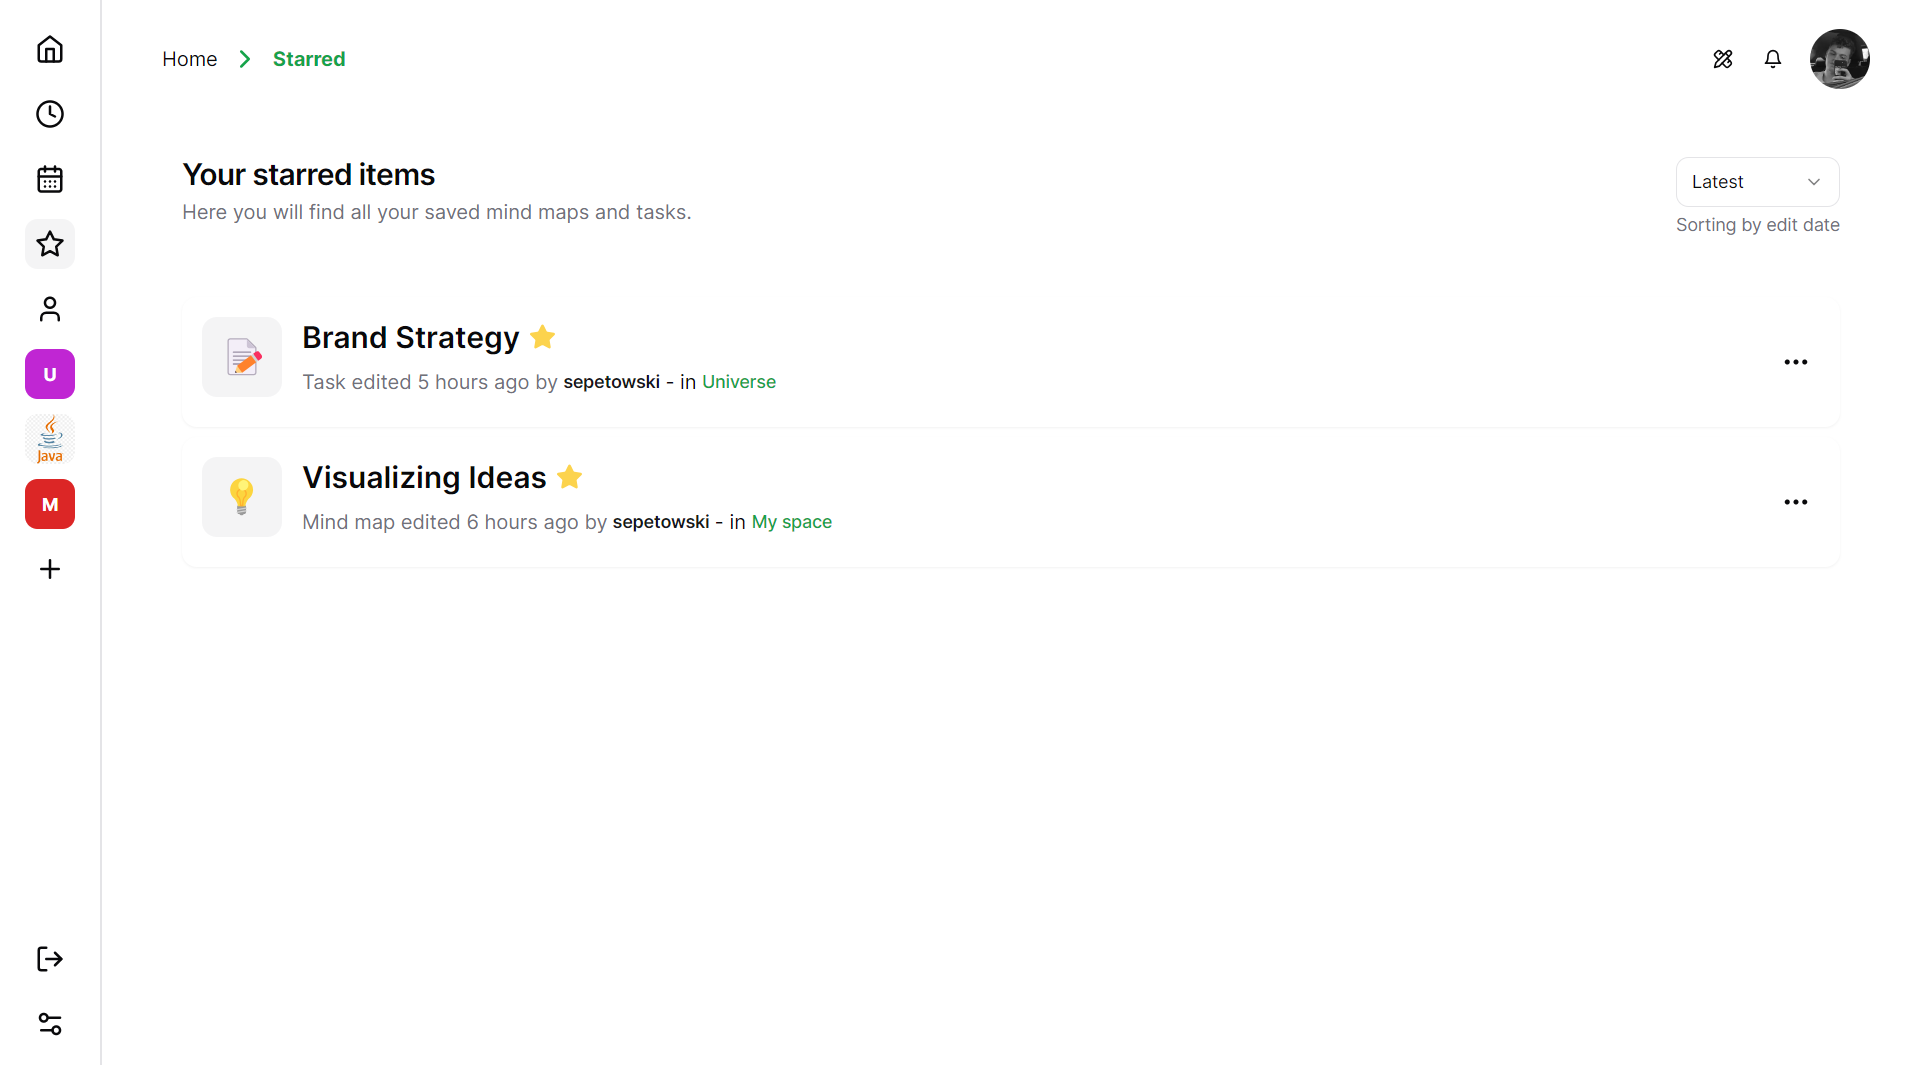 Home
Starred
Your starred items
Here you will find all your saved mind maps and tasks.
Latest
Sorting by edit date
Brand Strategy
Task edited 5 hours ago by sepetowski - in Universe
Visualizing Ideas
Mind map edited 6 hours ago by sepetowski - in My space
U
Java
M